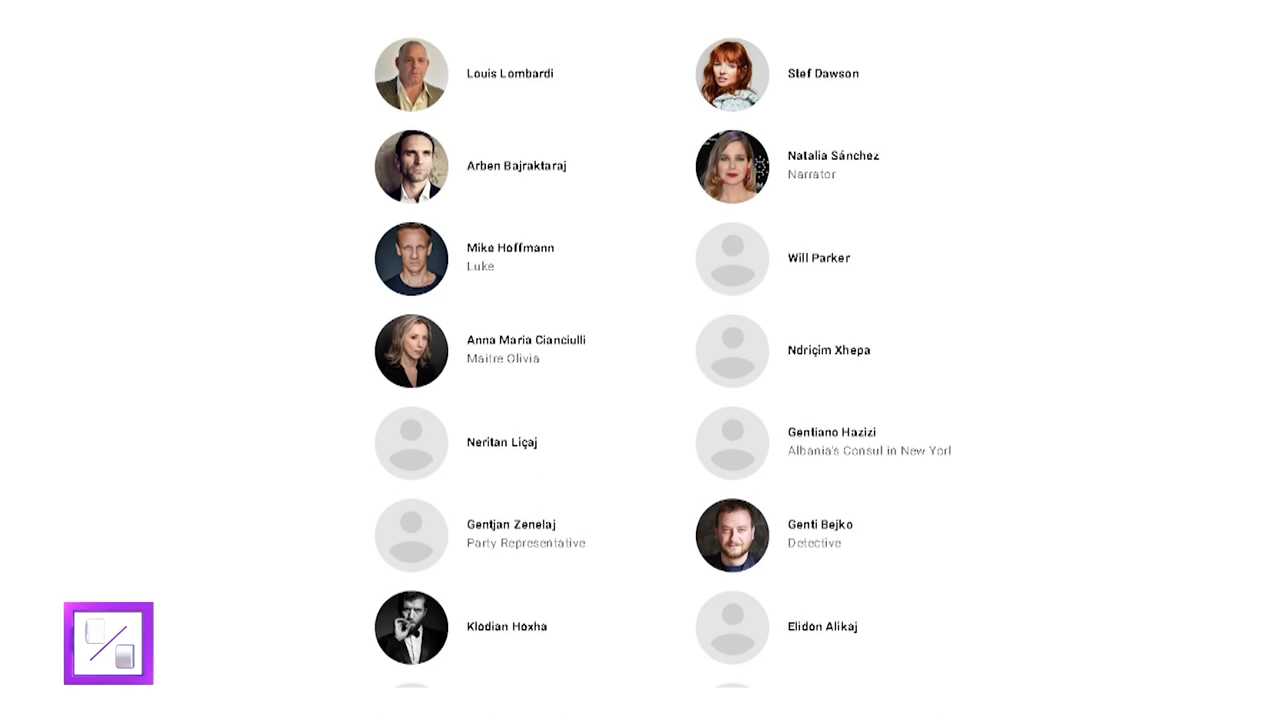 Louis Lombardi
Stef Dawson
Arben Bajraktaraj
Natalia Sánchez
Narrator
Mike Hoffmann
Luke
Will Parker
Anna Maria Cianciulli
Maitre Olivia
Ndriçim Xhepa
Neritan Liçaj
Gentiano Hazizi
Albania's Consul in New Yorl
Gentjan Zenelaj
Party Representative
Genti Bejko
Detective
Klodian Hoxha
Elidon Alikaj